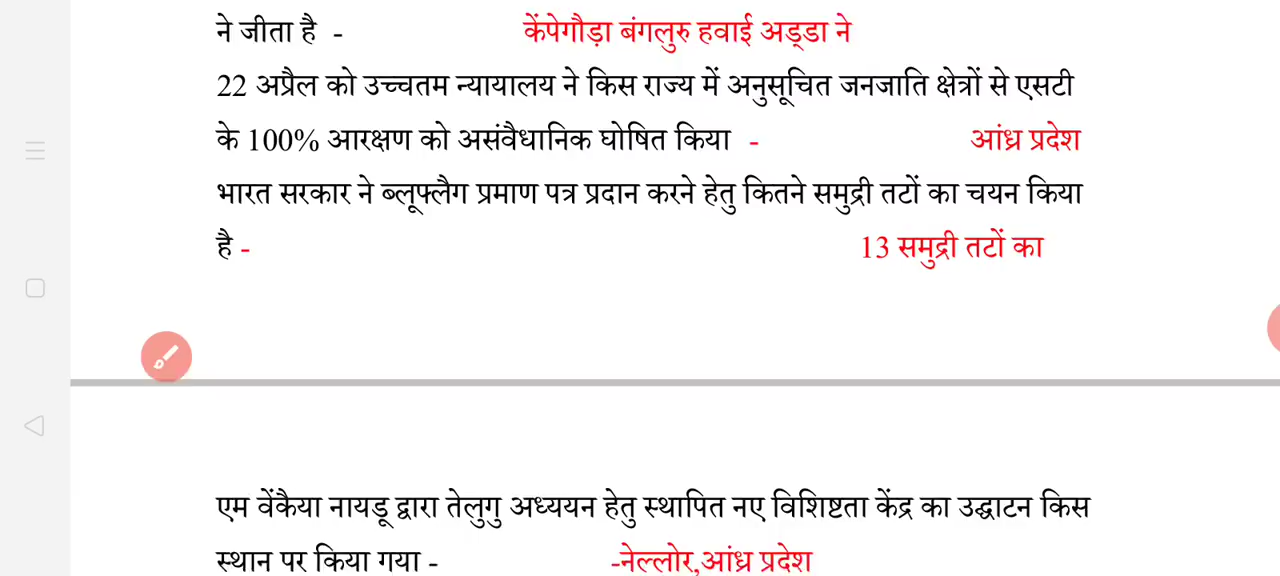 ने जीता है - केंपेगौड़ा बंगलुरु हवाई अड्डा ने
22 अप्रैल को उच्चतम न्यायालय ने किस राज्य में अनुसूचित जनजाति क्षेत्रों से एसटी
के 100% आरक्षण को असंवैधानिक घोषित किया - आंध्र प्रदेश
भारत सरकार ने ब्लूफ्लैग प्रमाण पत्र प्रदान करने हेतु कितने समुद्री तटों का चयन किया
है - 13 समुद्री तटों का
एम वेंकैया नायडू द्वारा तेलुगु अध्ययन हेतु स्थापित नए विशिष्टता केंद्र का उद्घाटन किस
स्थान पर किया गया - -नेल्लोर,आंध्र प्रदेश